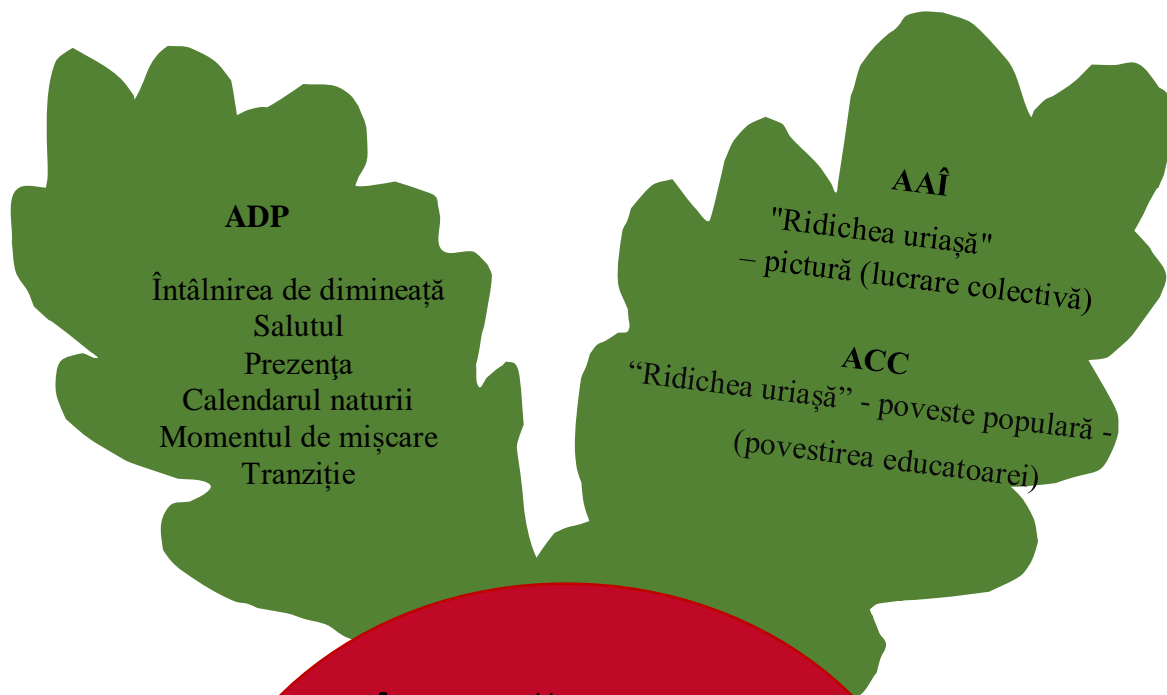 ADP
Întâlnirea de dimineață
Salutul
Prezenţa
Calendarul naturii
Momentul de mișcare
Tranziție
AAÎ
"Ridichea uriașă"
– pictură (lucrare colectivă)
ACC
“Ridichea uriașă” - poveste populară -
(povestirea educatoarei)